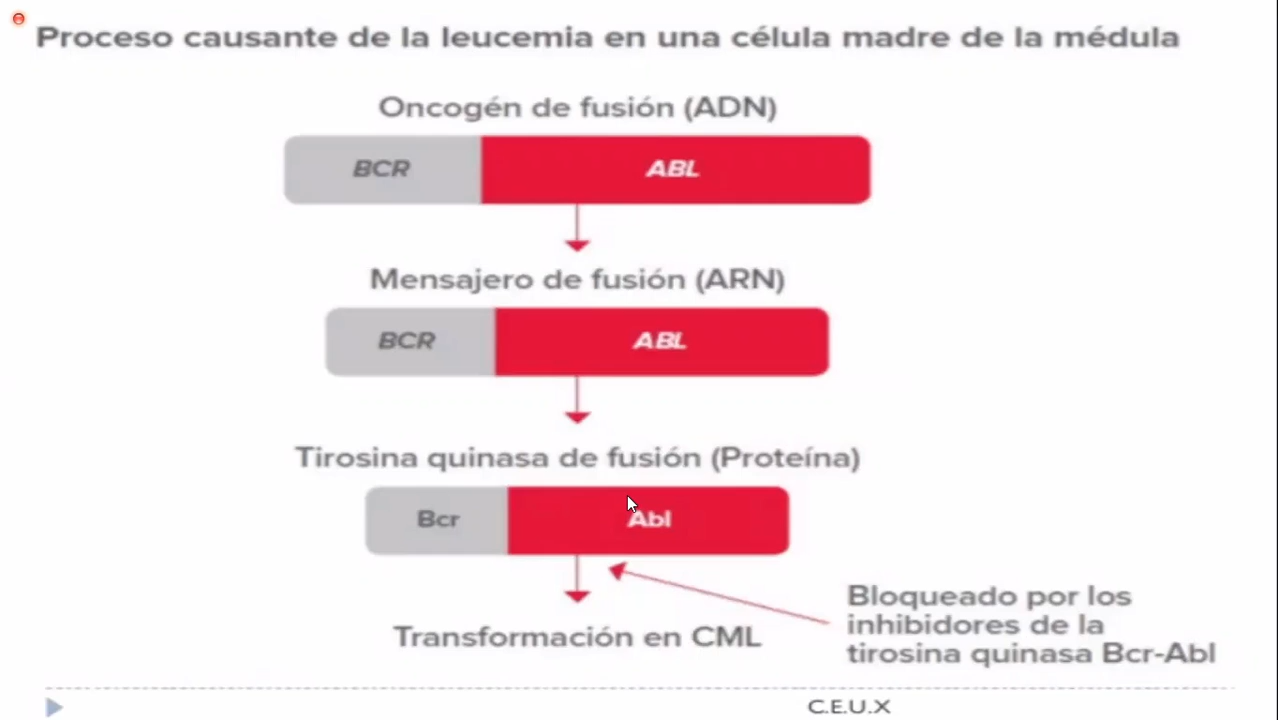 Proceso causante de la leucemia en una célula madre de la médula
Oncogén de fusión (ADN)
BCR ABL
Mensajero de fusión (ARN)
BCR ABL
Tirosina quinasa de fusión (Proteína)
Bcr Abl
Transformación en CML
Bloqueado por los
inhibidores de la
tirosina quinasa Bcr-Abl
C.E.U.X